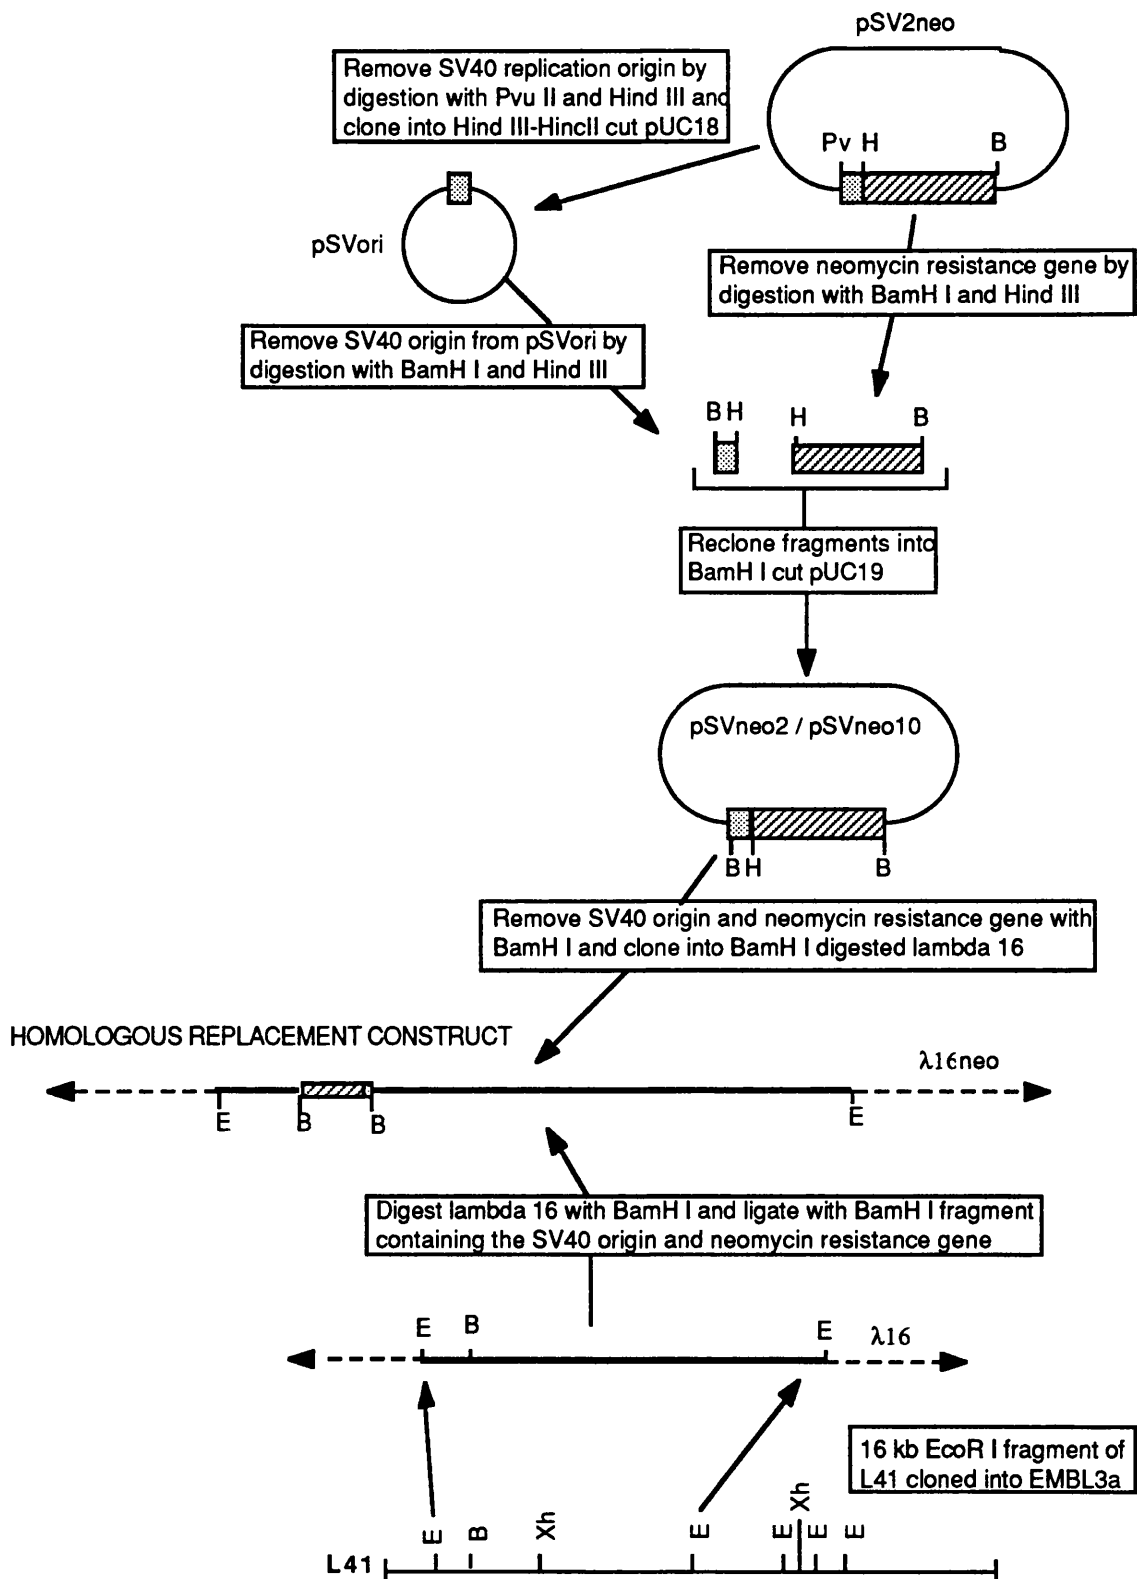 pSV2neo
Remove SV40 replication origin by
digestion with Pvu II and Hind III and
clone into Hind III-HincII cut pUC18
Pv H B
pSVori
Remove neomycin resistance gene by
digestion with BamH I and Hind III
Remove SV40 origin from pSVori by
digestion with BamH I and Hind III
B H H B
Reclone fragments into
BamH I cut pUC19
pSVneo2 / pSVneo10
B H B
Remove SV40 origin and neomycin resistance gene with
BamH I and clone into BamH I digested lambda 16
HOMOLOGOUS REPLACEMENT CONSTRUCT
λ16neo
E B B E
Digest lambda 16 with BamH I and ligate with BamH I fragment
containing the SV40 origin and neomycin resistance gene
E B E λ16
16 kb EcoR I fragment of
L41 cloned into EMBL3a
E B Xh E E Xh E E
L41